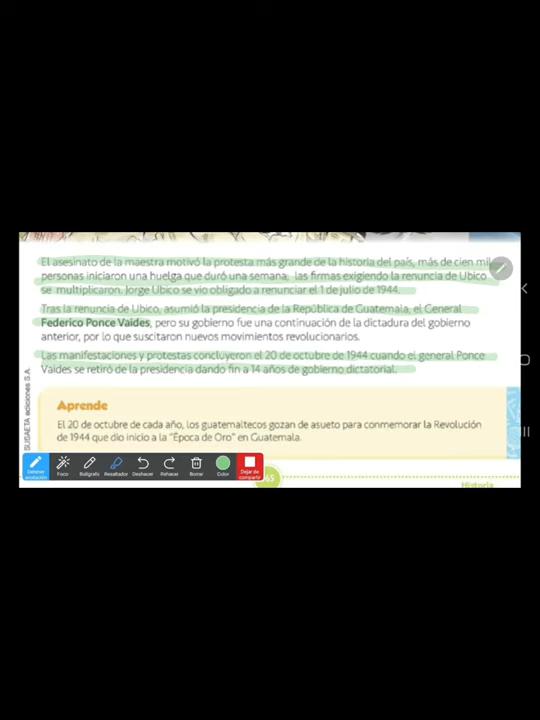 El asesinato de la maestra motivó la protesta más grande de la historia del país, más de cien mil
personas iniciaron una huelga que duró una semana, las firmas exigiendo la renuncia de Ubico
se multiplicaron. Jorge Ubico se vio obligado a renunciar el 1 de julio de 1944.
Tras la renuncia de Ubico, asumió la presidencia de la República de Guatemala, el General
Federico Ponce Vaides, pero su gobierno fue una continuación de la dictadura del gobierno
anterior, por lo que suscitaron nuevos movimientos revolucionarios.
Las manifestaciones y protestas concluyeron el 20 de octubre de 1944 cuando el general Ponce
Vaides se retiró de la presidencia dando fin a 14 años de gobierno dictatorial.
SUSAETA ediciones S.A.
Aprende
El 20 de octubre de cada año, los guatemaltecos gozan de asueto para conmemorar la Revolución
de 1944 que dio inicio a la "Época de Oro" en Guatemala.
Detener anotación Foco Bolígrafo Resaltador Deshacer Rehacer Borrar Color Dejar de compartir
65
Historia